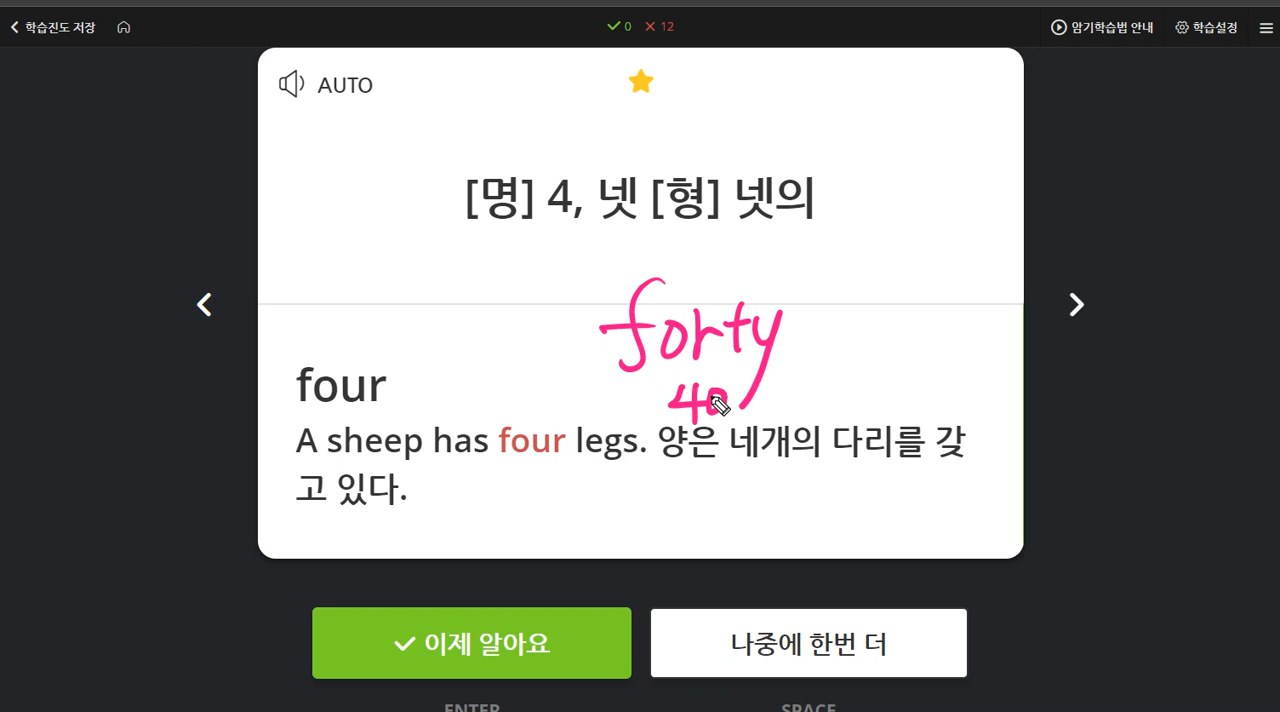 학습진도 저장
0 12
암기학습법 안내
학습설정
AUTO
[명] 4, 넷 [형] 넷의
forty
40
four
A sheep has four legs. 양은 네개의 다리를 갖
고 있다.
이제 알아요
나중에 한번 더
ENTER
SPACE